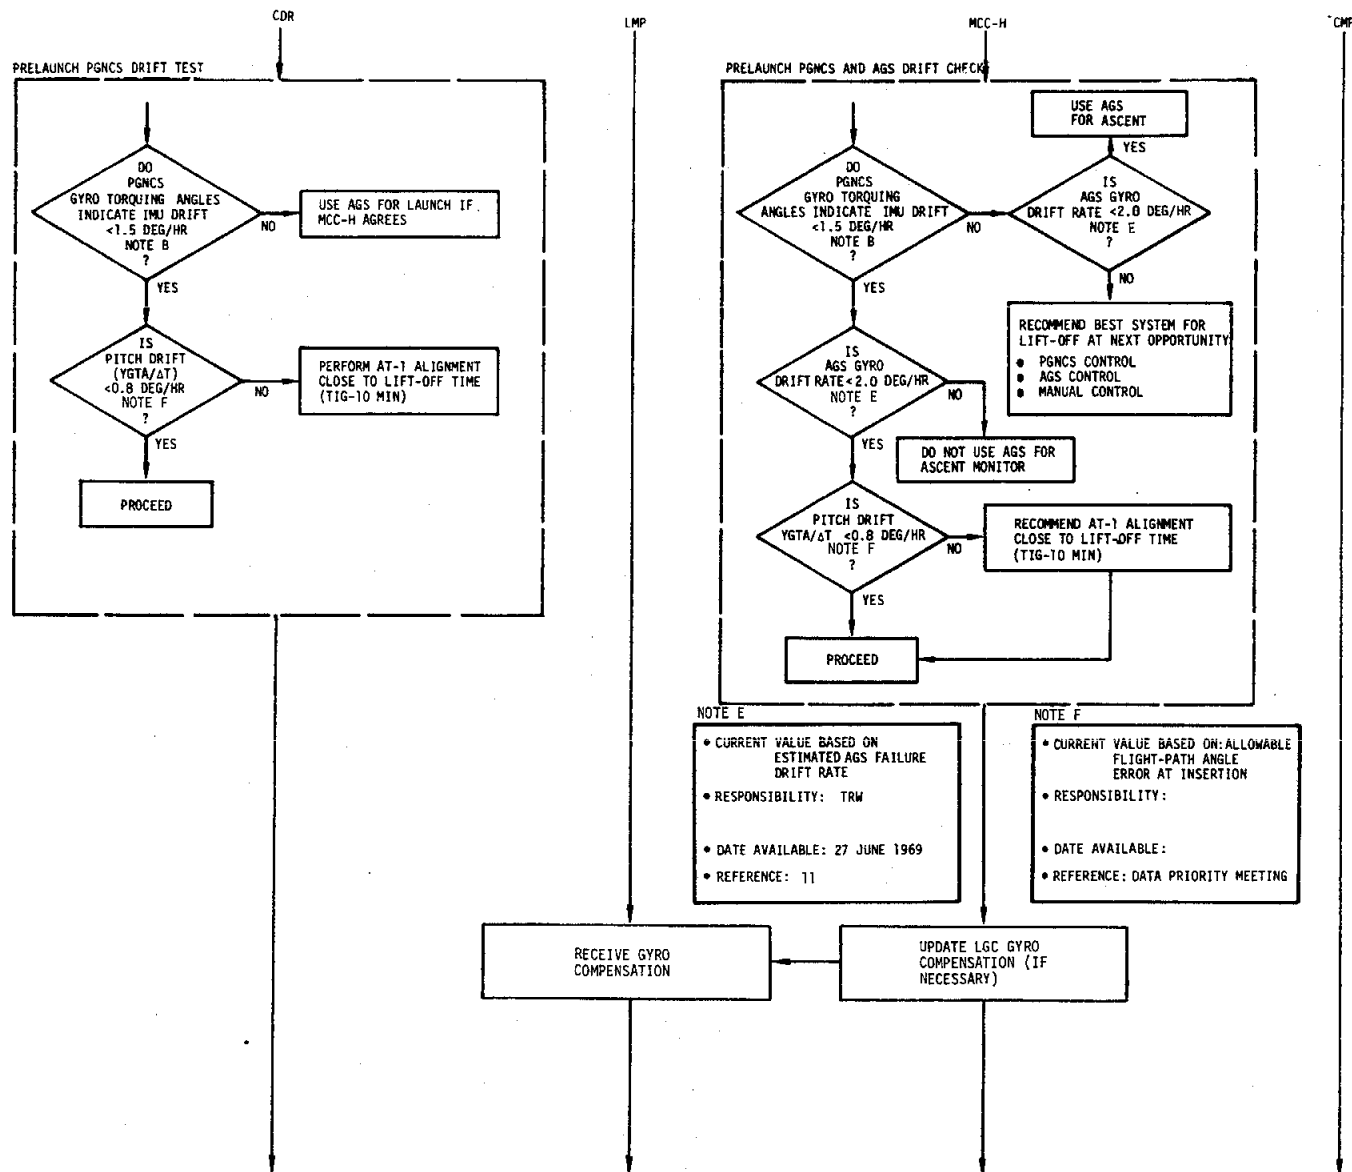 CDR
LMP
MCC-H
CMP
PRELAUNCH PGNCS DRIFT TEST
DO
PGNCS
GYRO TORQUING ANGLES
INDICATE IMU DRIFT
<1.5 DEG/HR
NOTE B
?
NO
USE AGS FOR LAUNCH IF
MCC-H AGREES
YES
IS
PITCH DRIFT
(YGTA/ΔT)
<0.8 DEG/HR
NOTE F
?
NO
PERFORM AT-1 ALIGNMENT
CLOSE TO LIFT-OFF TIME
(TIG-10 MIN)
YES
PROCEED
PRELAUNCH PGNCS AND AGS DRIFT CHECK
USE AGS
FOR ASCENT
YES
DO
PGNCS
GYRO TORQUING
ANGLES INDICATE IMU DRIFT
<1.5 DEG/HR
NOTE B
?
NO
IS
AGS GYRO
DRIFT RATE <2.0 DEG/HR
NOTE E
?
NO
YES
RECOMMEND BEST SYSTEM FOR
LIFT-OFF AT NEXT OPPORTUNITY
• PGNCS CONTROL
• AGS CONTROL
• MANUAL CONTROL
IS
AGS GYRO
DRIFT RATE<2.0 DEG/HR
NOTE E
?
NO
YES
DO NOT USE AGS FOR
ASCENT MONITOR
IS
PITCH DRIFT
YGTA/ΔT <0.8 DEG/HR
NOTE F
?
NO
RECOMMEND AT-1 ALIGNMENT
CLOSE TO LIFT-OFF TIME
(TIG-10 MIN)
YES
PROCEED
NOTE E
• CURRENT VALUE BASED ON
ESTIMATED AGS FAILURE
DRIFT RATE
• RESPONSIBILITY: TRW
• DATE AVAILABLE: 27 JUNE 1969
• REFERENCE: 11
NOTE F
• CURRENT VALUE BASED ON: ALLOWABLE
FLIGHT-PATH ANGLE
ERROR AT INSERTION
• RESPONSIBILITY:
• DATE AVAILABLE:
• REFERENCE: DATA PRIORITY MEETING
RECEIVE GYRO
COMPENSATION
UPDATE LGC GYRO
COMPENSATION (IF
NECESSARY)